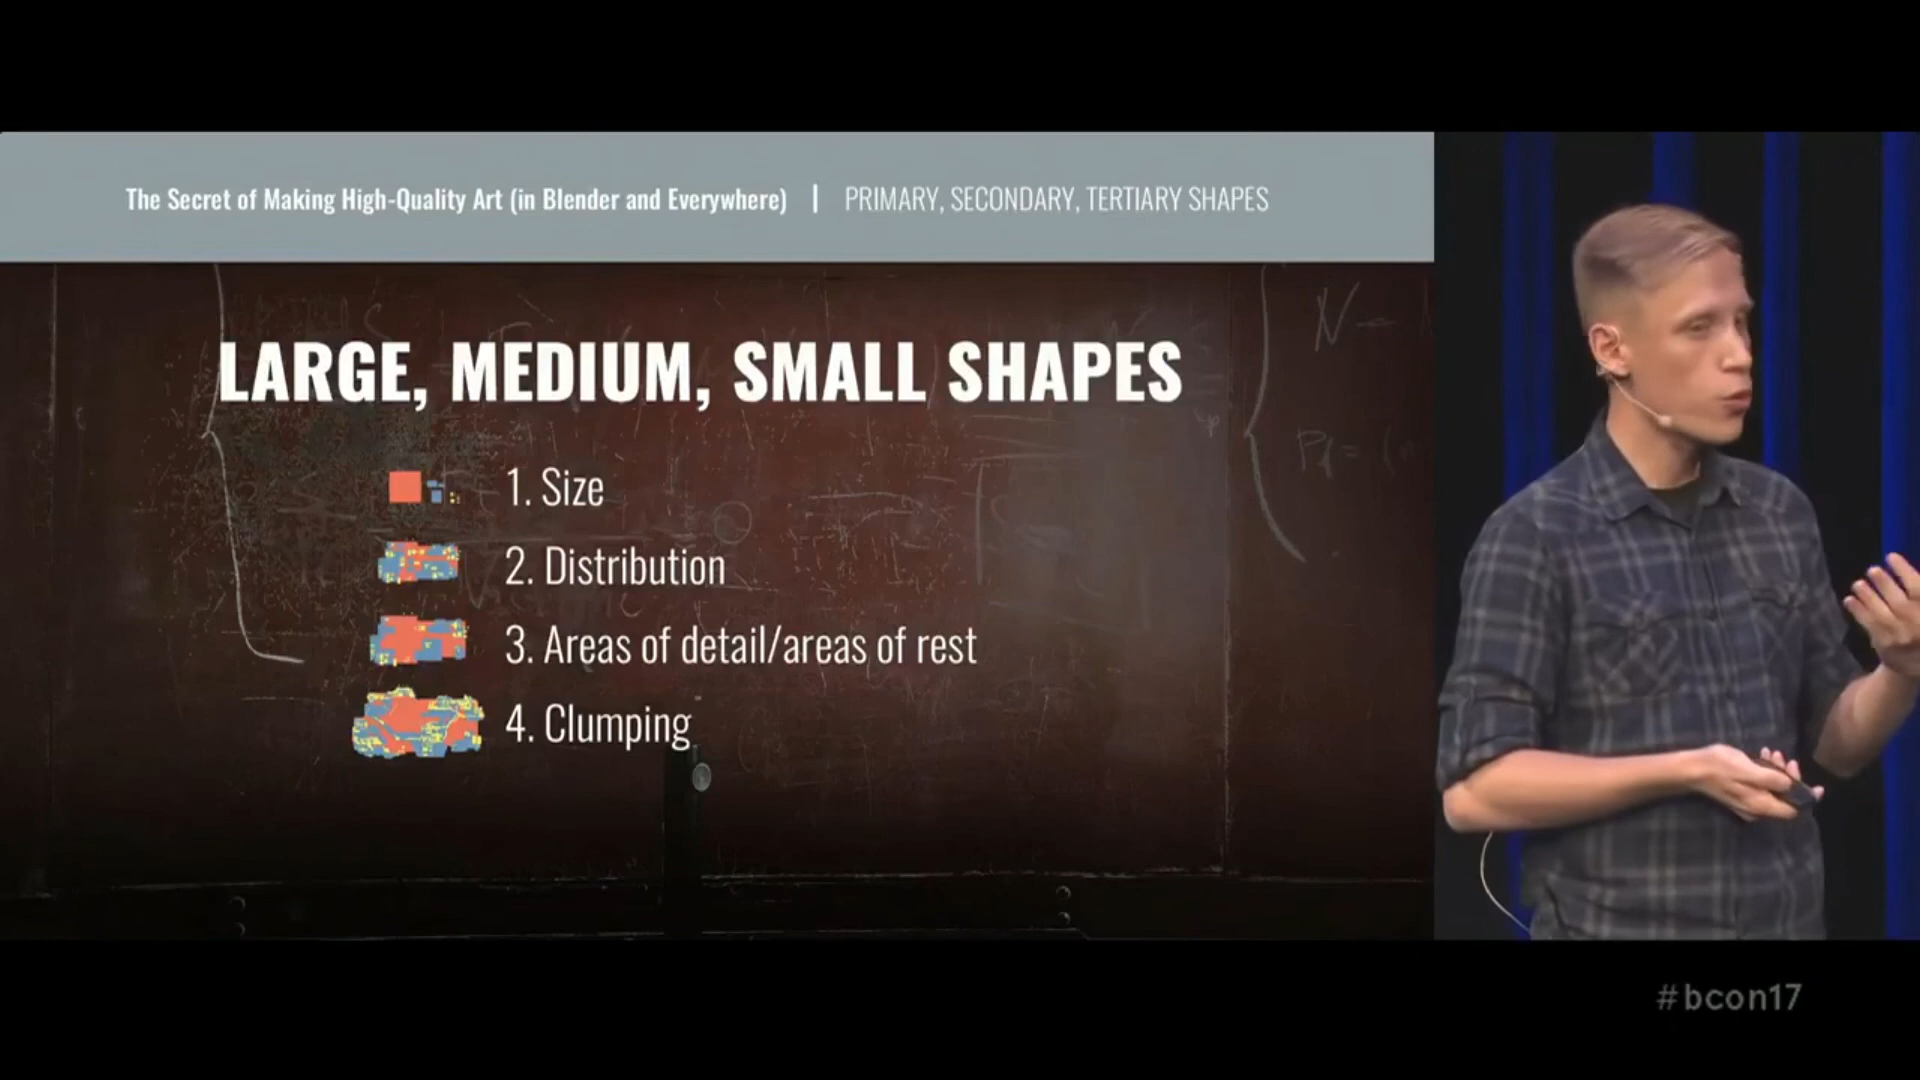 The Secret of Making High-Quality Art (in Blender and Everywhere) | PRIMARY, SECONDARY, TERTIARY SHAPES
LARGE, MEDIUM, SMALL SHAPES
1. Size
2. Distribution
3. Areas of detail/areas of rest
4. Clumping
#bcon17